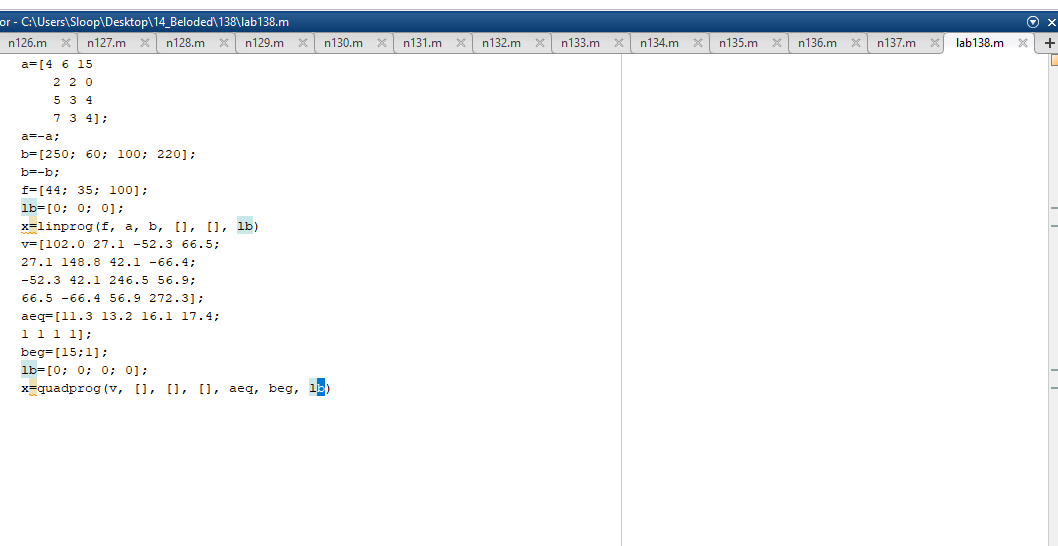 or - C:\Users\Sloop\Desktop\14_Beloded\138\lab138.m
n126.m n127.m n128.m n129.m n130.m n131.m n132.m n133.m n134.m n135.m n136.m n137.m lab138.m
a=[4 6 15
2 2 0
5 3 4
7 3 4];
a=-a;
b=[250; 60; 100; 220];
b=-b;
f=[44; 35; 100];
lb=[0; 0; 0];
x=linprog(f, a, b, [], [], lb)
v=[102.0 27.1 -52.3 66.5;
27.1 148.8 42.1 -66.4;
-52.3 42.1 246.5 56.9;
66.5 -66.4 56.9 272.3];
aeq=[11.3 13.2 16.1 17.4;
1 1 1 1];
beg=[15;1];
lb=[0; 0; 0; 0];
x=quadprog(v, [], [], [], aeq, beg, lb)